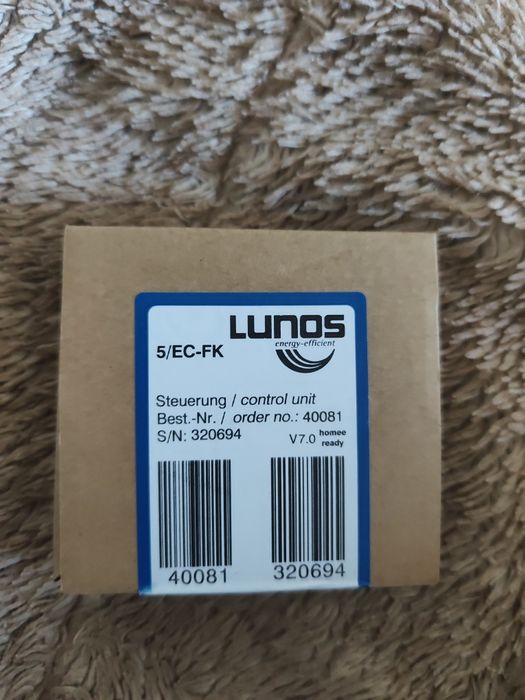 LUNOS
energy-efficient
5/EC-FK
Steuerung / control unit
Best.-Nr. / order no.: 40081
S/N: 320694
V7.0 homee
ready
40081
320694